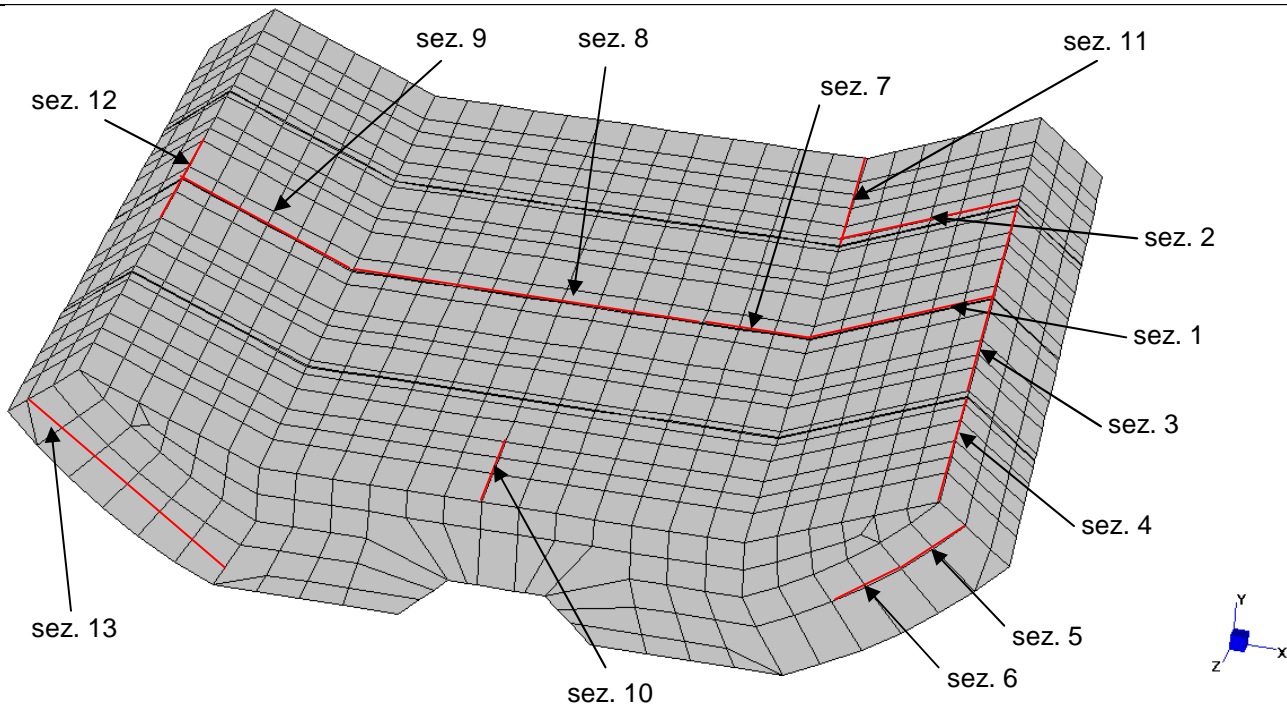 sez. 9
sez. 8
sez. 11
sez. 7
sez. 12
sez. 2
sez. 1
sez. 3
sez. 4
sez. 13
sez. 5
sez. 6
sez. 10
Y
X
Z